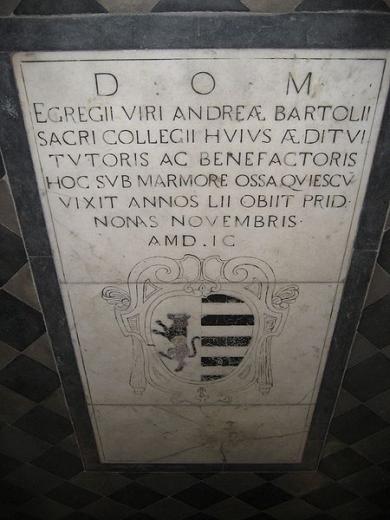 D · O · M
EGREGII VIRI ANDREÆ BARTOLII
SACRI COLLEGII HVIVS ÆDITVI
TVTORIS AC BENEFACTORIS
HOC SVB MARMORE OSSA QVIESCV̄
VIXIT ANNOS LII OBIIT PRID·
NONAS NOVEMBRIS·
AMD·IC